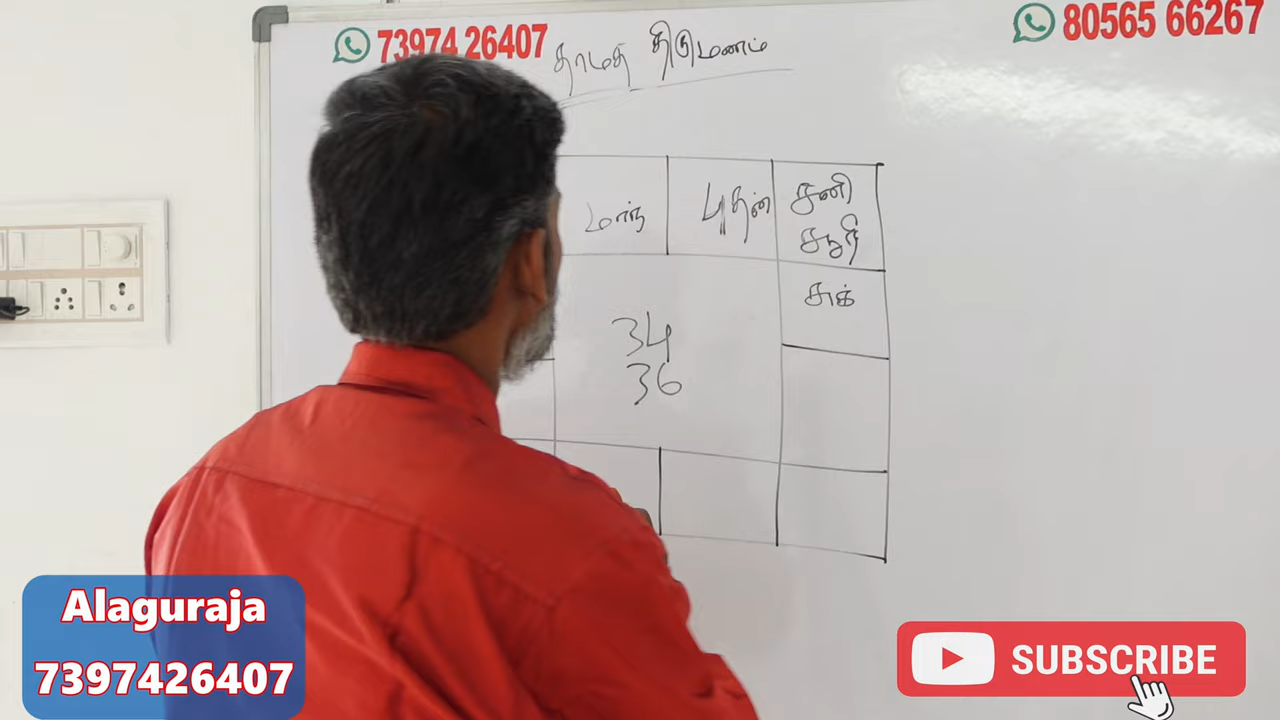 73974 26407
80565 66267
தாமத திருமணம்
மாந்
புதன்
சனி
சூரி
சுக்
34
36
Alaguraja
7397426407
SUBSCRIBE